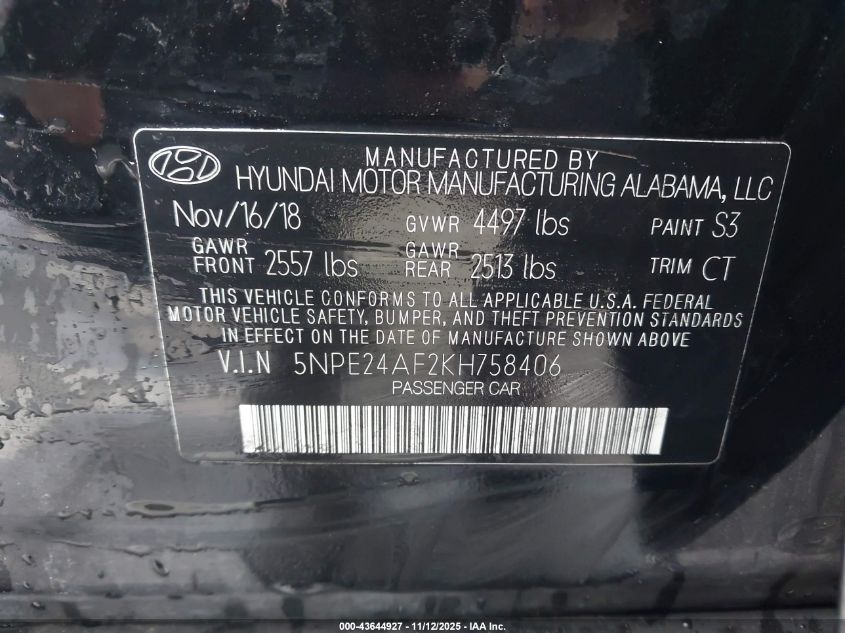 MANUFACTURED BY
HYUNDAI MOTOR MANUFACTURING ALABAMA, LLC
Nov/16/18 GVWR 4497 lbs PAINT S3
GAWR FRONT 2557 lbs GAWR REAR 2513 lbs TRIM CT
THIS VEHICLE CONFORMS TO ALL APPLICABLE U.S.A. FEDERAL
MOTOR VEHICLE SAFETY, BUMPER, AND THEFT PREVENTION STANDARDS
IN EFFECT ON THE DATE OF MANUFACTURE SHOWN ABOVE
V.I.N 5NPE24AF2KH758406
PASSENGER CAR
000-43644927 - 11/12/2025 - IAA Inc.